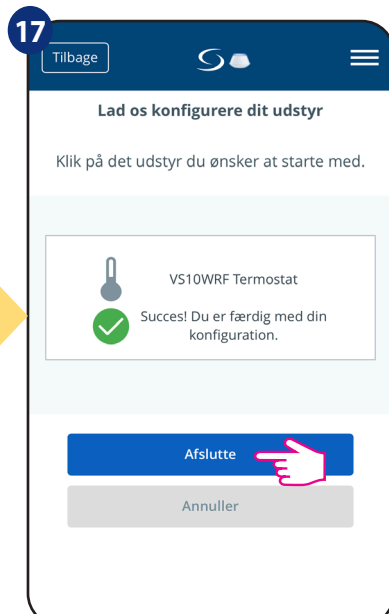 17
Tilbage
Lad os konfigurere dit udstyr
Klik på det udstyr du ønsker at starte med.
VS10WRF Termostat
Succes! Du er færdig med din
konfiguration.
Afslutte
Annuller